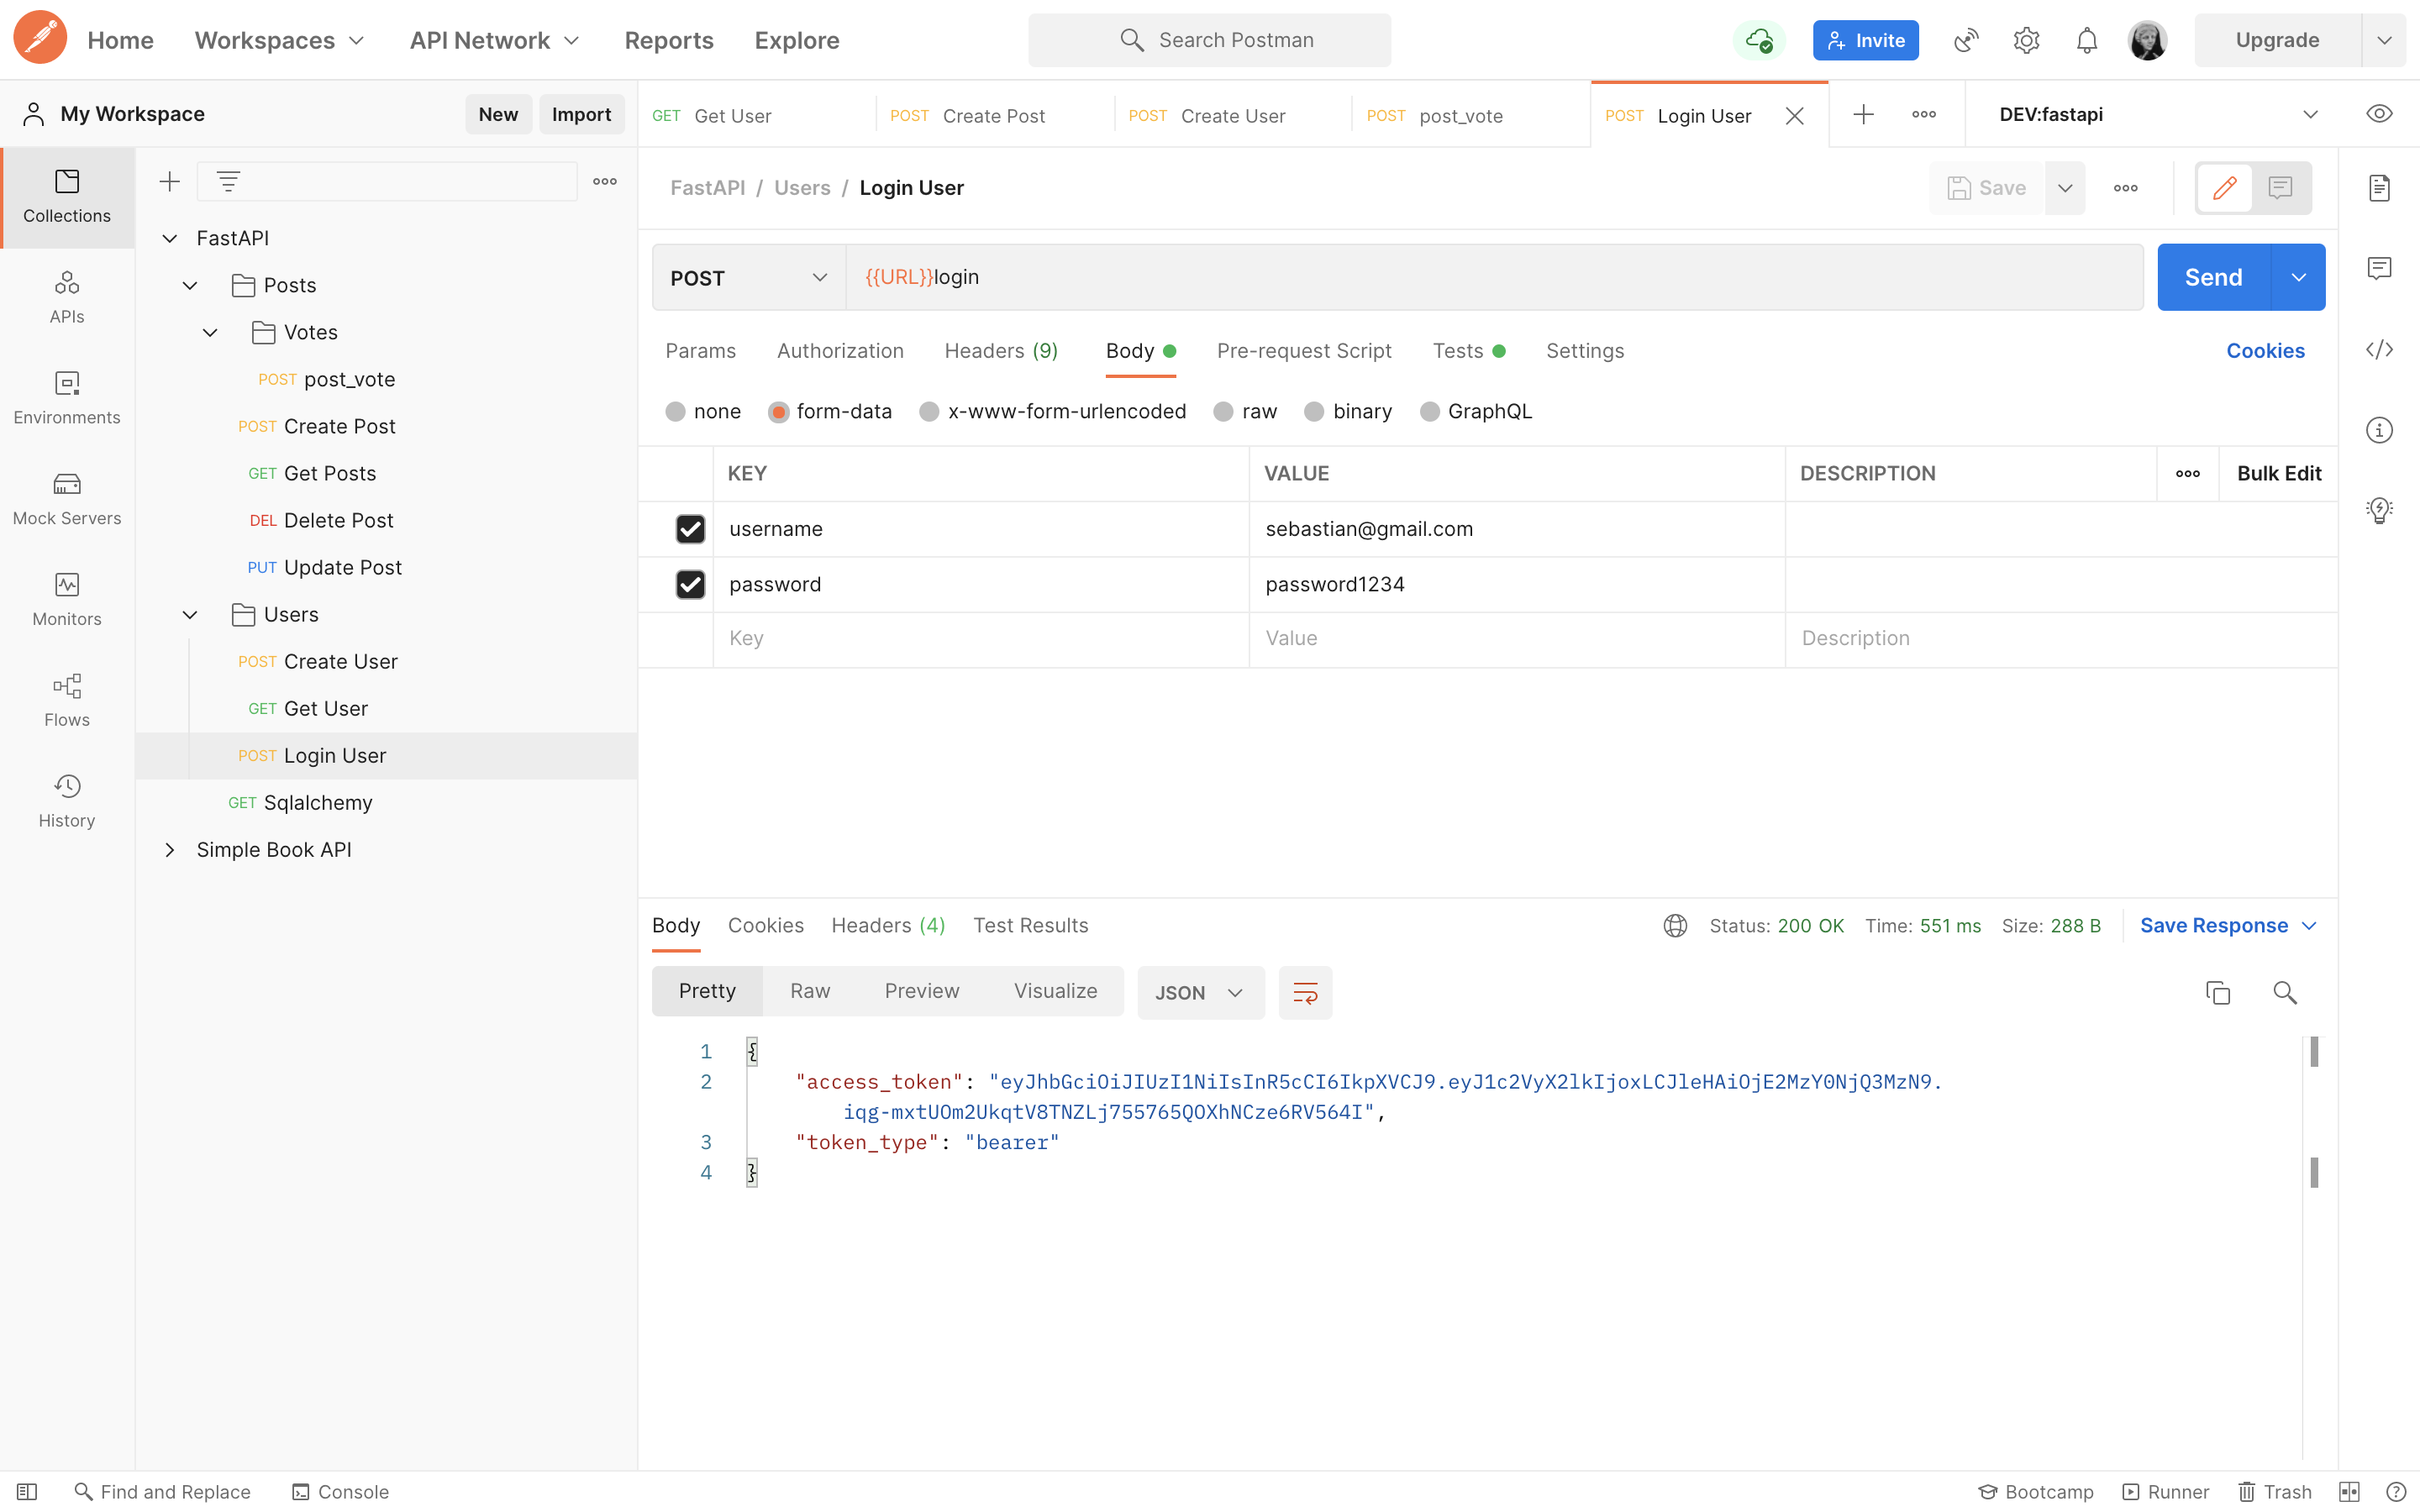 Home Workspaces API Network Reports Explore Search Postman Invite Upgrade
My Workspace New Import
GET Get User POST Create Post POST Create User POST post_vote POST Login User DEV:fastapi
Collections
APIs
Environments
Mock Servers
Monitors
Flows
History
FastAPI
Posts
Votes
POST post_vote
POST Create Post
GET Get Posts
DEL Delete Post
PUT Update Post
Users
POST Create User
GET Get User
POST Login User
GET Sqlalchemy
Simple Book API
FastAPI / Users / Login User Save
POST {{URL}}login Send
Params Authorization Headers (9) Body Pre-request Script Tests Settings Cookies
none form-data x-www-form-urlencoded raw binary GraphQL
KEY VALUE DESCRIPTION Bulk Edit
username sebastian@gmail.com
password password1234
Key Value Description
Body Cookies Headers (4) Test Results Status: 200 OK Time: 551 ms Size: 288 B Save Response
Pretty Raw Preview Visualize JSON
1 {
2 "access_token": "eyJhbGciOiJIUzI1NiIsInR5cCI6IkpXVCJ9.eyJ1c2VyX2lkIjoxLCJleHAiOjE2MzY0NjQ3MzN9.
iqg-mxtUOm2UkqtV8TNZLj755765QOXhNCze6RV564I",
3 "token_type": "bearer"
4 }
Find and Replace Console Bootcamp Runner Trash